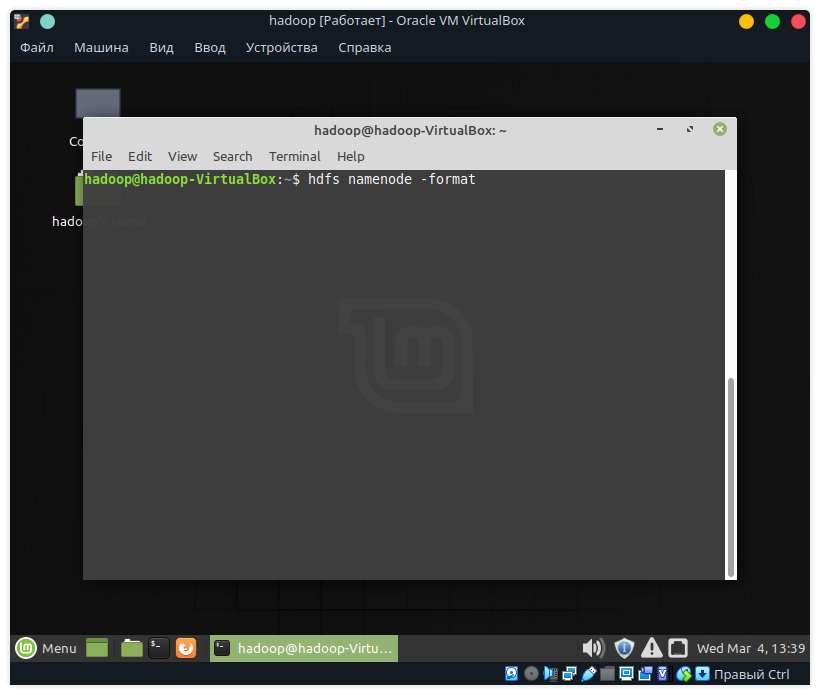 hadoop [Работает] - Oracle VM VirtualBox
Файл Машина Вид Ввод Устройства Справка
hadoop@hadoop-VirtualBox: ~
Co
File Edit View Search Terminal Help
hadoop@hadoop-VirtualBox:~$ hdfs namenode -format
hadoop's Home
Menu hadoop@hadoop-Virtu... Wed Mar 4, 13:39
Правый Ctrl